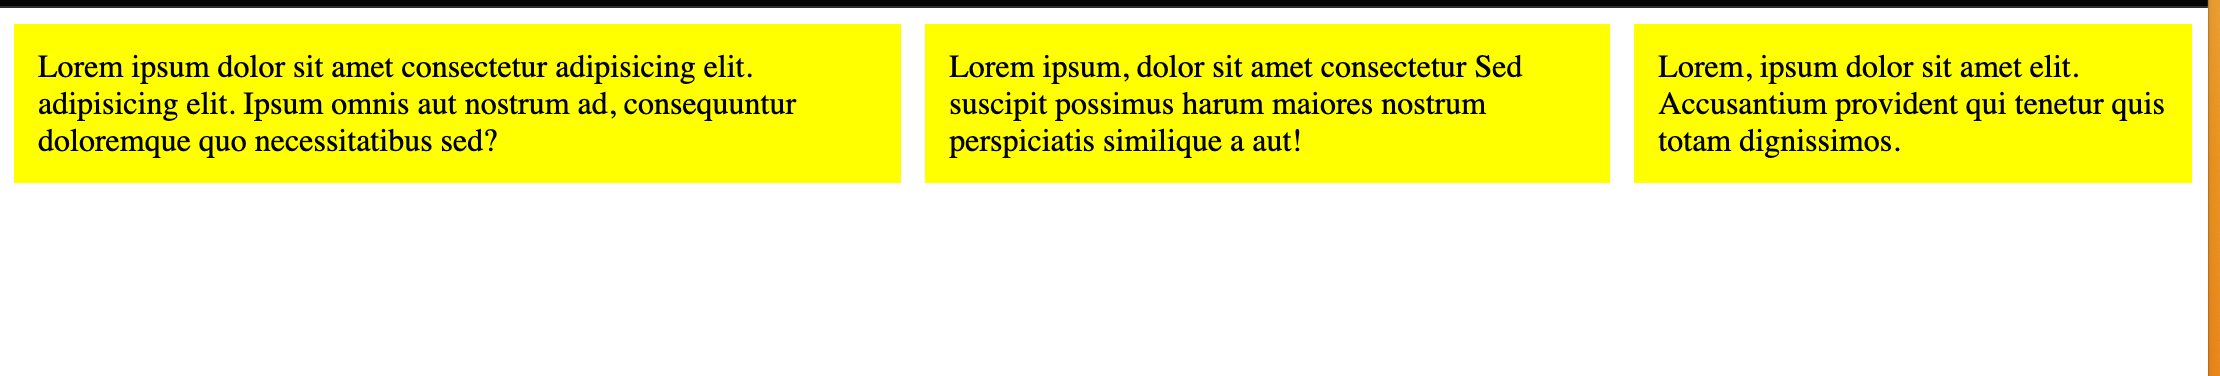 Lorem ipsum dolor sit amet consectetur adipisicing elit.
adipisicing elit. Ipsum omnis aut nostrum ad, consequuntur
doloremque quo necessitatibus sed?
Lorem ipsum, dolor sit amet consectetur Sed
suscipit possimus harum maiores nostrum
perspiciatis similique a aut!
Lorem, ipsum dolor sit amet elit.
Accusantium provident qui tenetur quis
totam dignissimos.